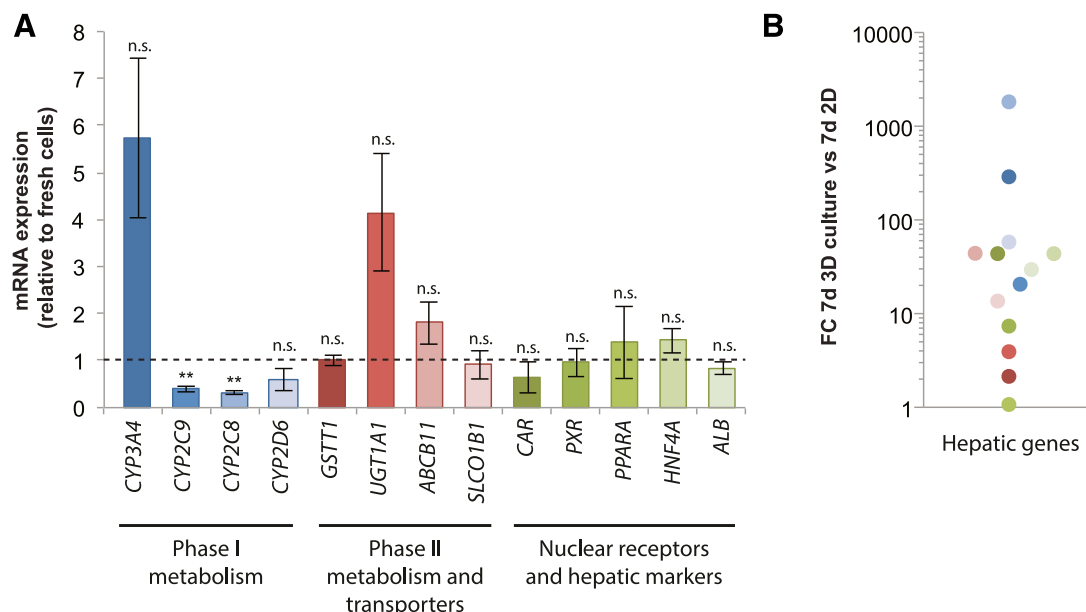 A
mRNA expression
(relative to fresh cells)
8
7
6
5
4
3
2
1
0
n.s.
**
**
n.s.
n.s.
n.s.
n.s.
n.s.
n.s.
n.s.
n.s.
n.s.
n.s.
CYP3A4
CYP2C9
CYP2C8
CYP2D6
GSTT1
UGT1A1
ABCB11
SLCO1B1
CAR
PXR
PPARA
HNF4A
ALB
Phase I
metabolism
Phase II
metabolism and
transporters
Nuclear receptors
and hepatic markers
B
FC 7d 3D culture vs 7d 2D
10000
1000
100
10
1
Hepatic genes